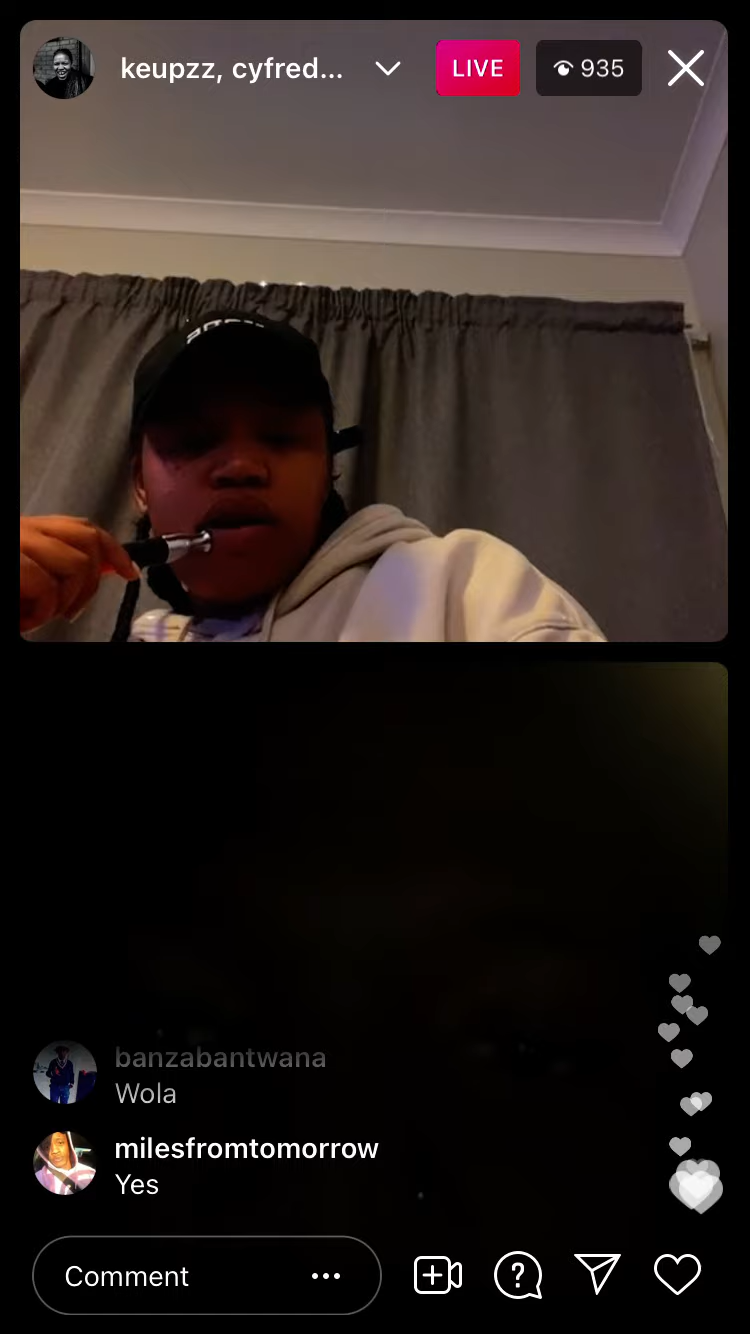 keupzz, cyfred...
LIVE
935
banzabantwana
Wola
milesfromtomorrow
Yes
Comment